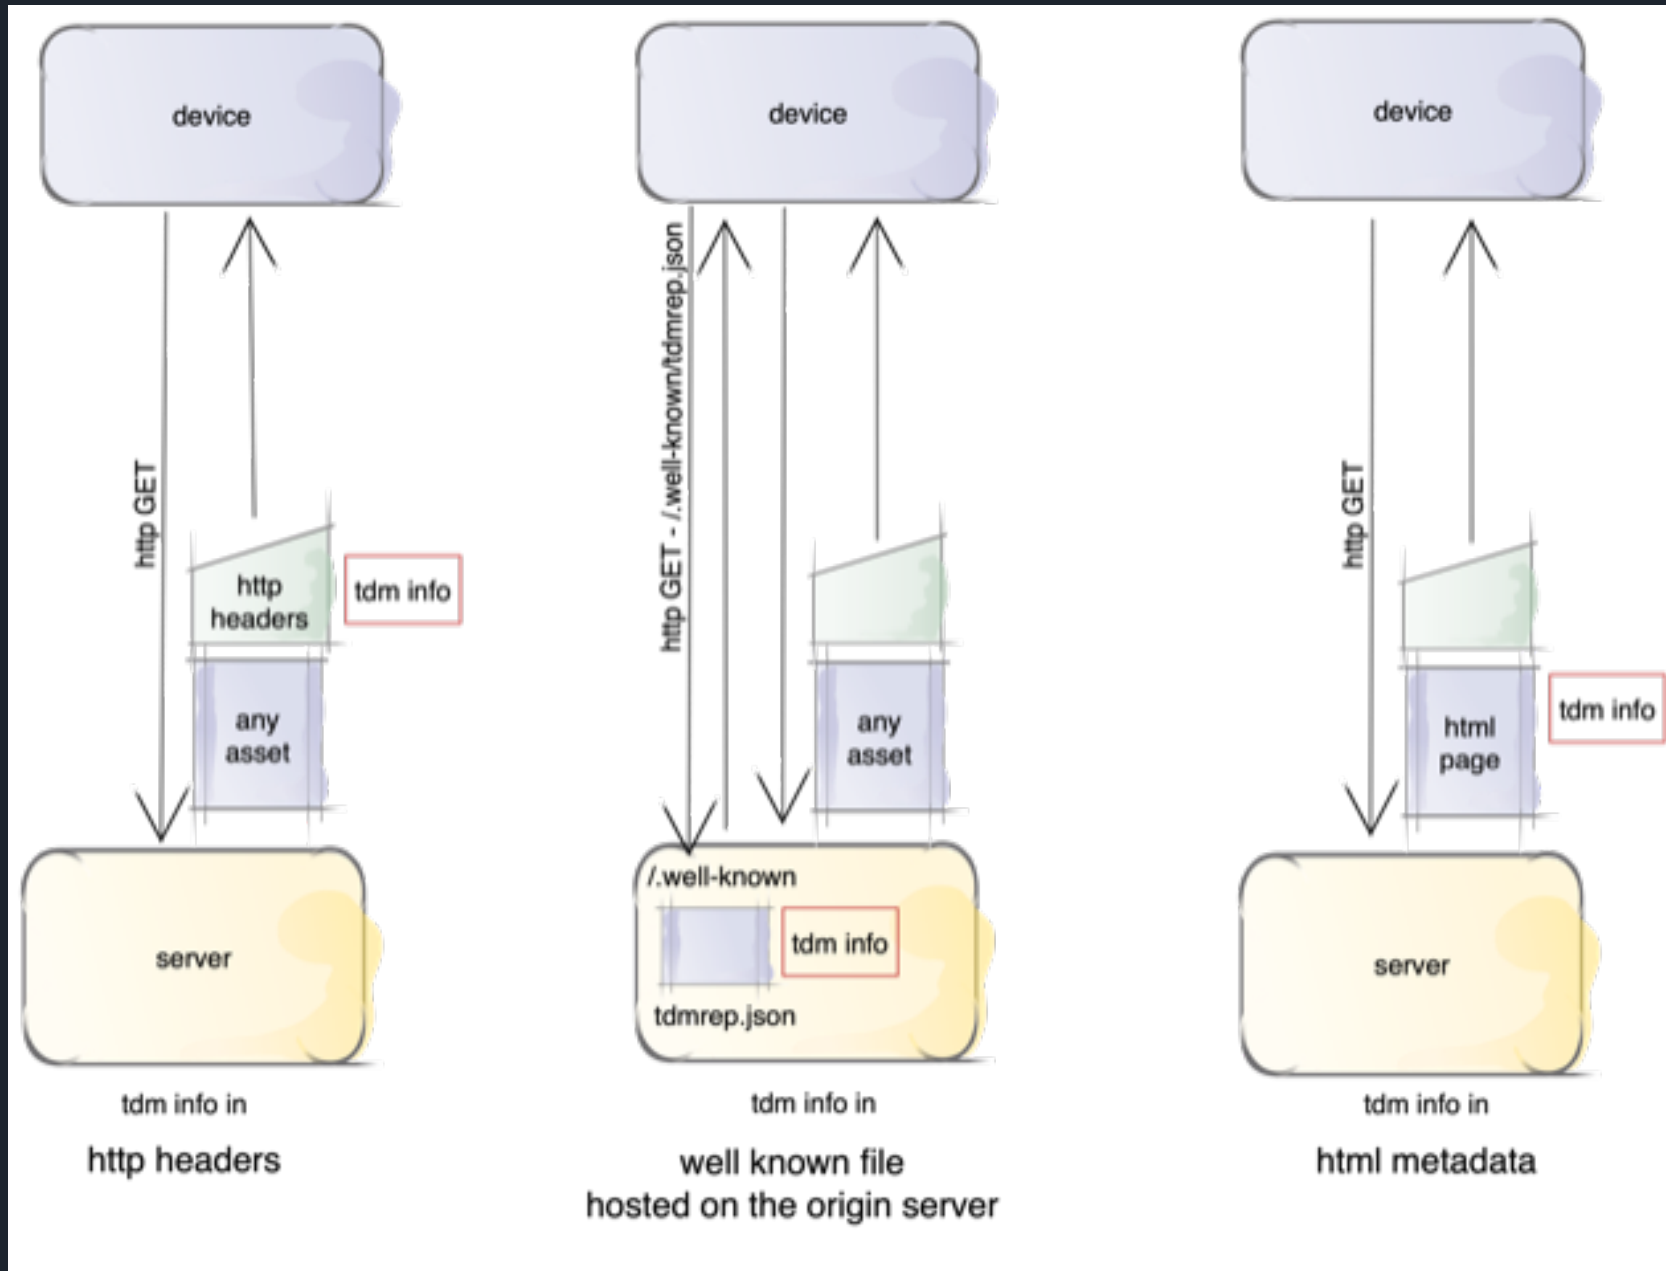 device
http GET
http
headers
tdm info
any
asset
server
tdm info in
http headers
device
http GET - /.well-known/tdmrep.json
any
asset
/.well-known
tdm info
tdmrep.json
tdm info in
well known file
hosted on the origin server
device
http GET
html
page
tdm info
server
tdm info in
html metadata